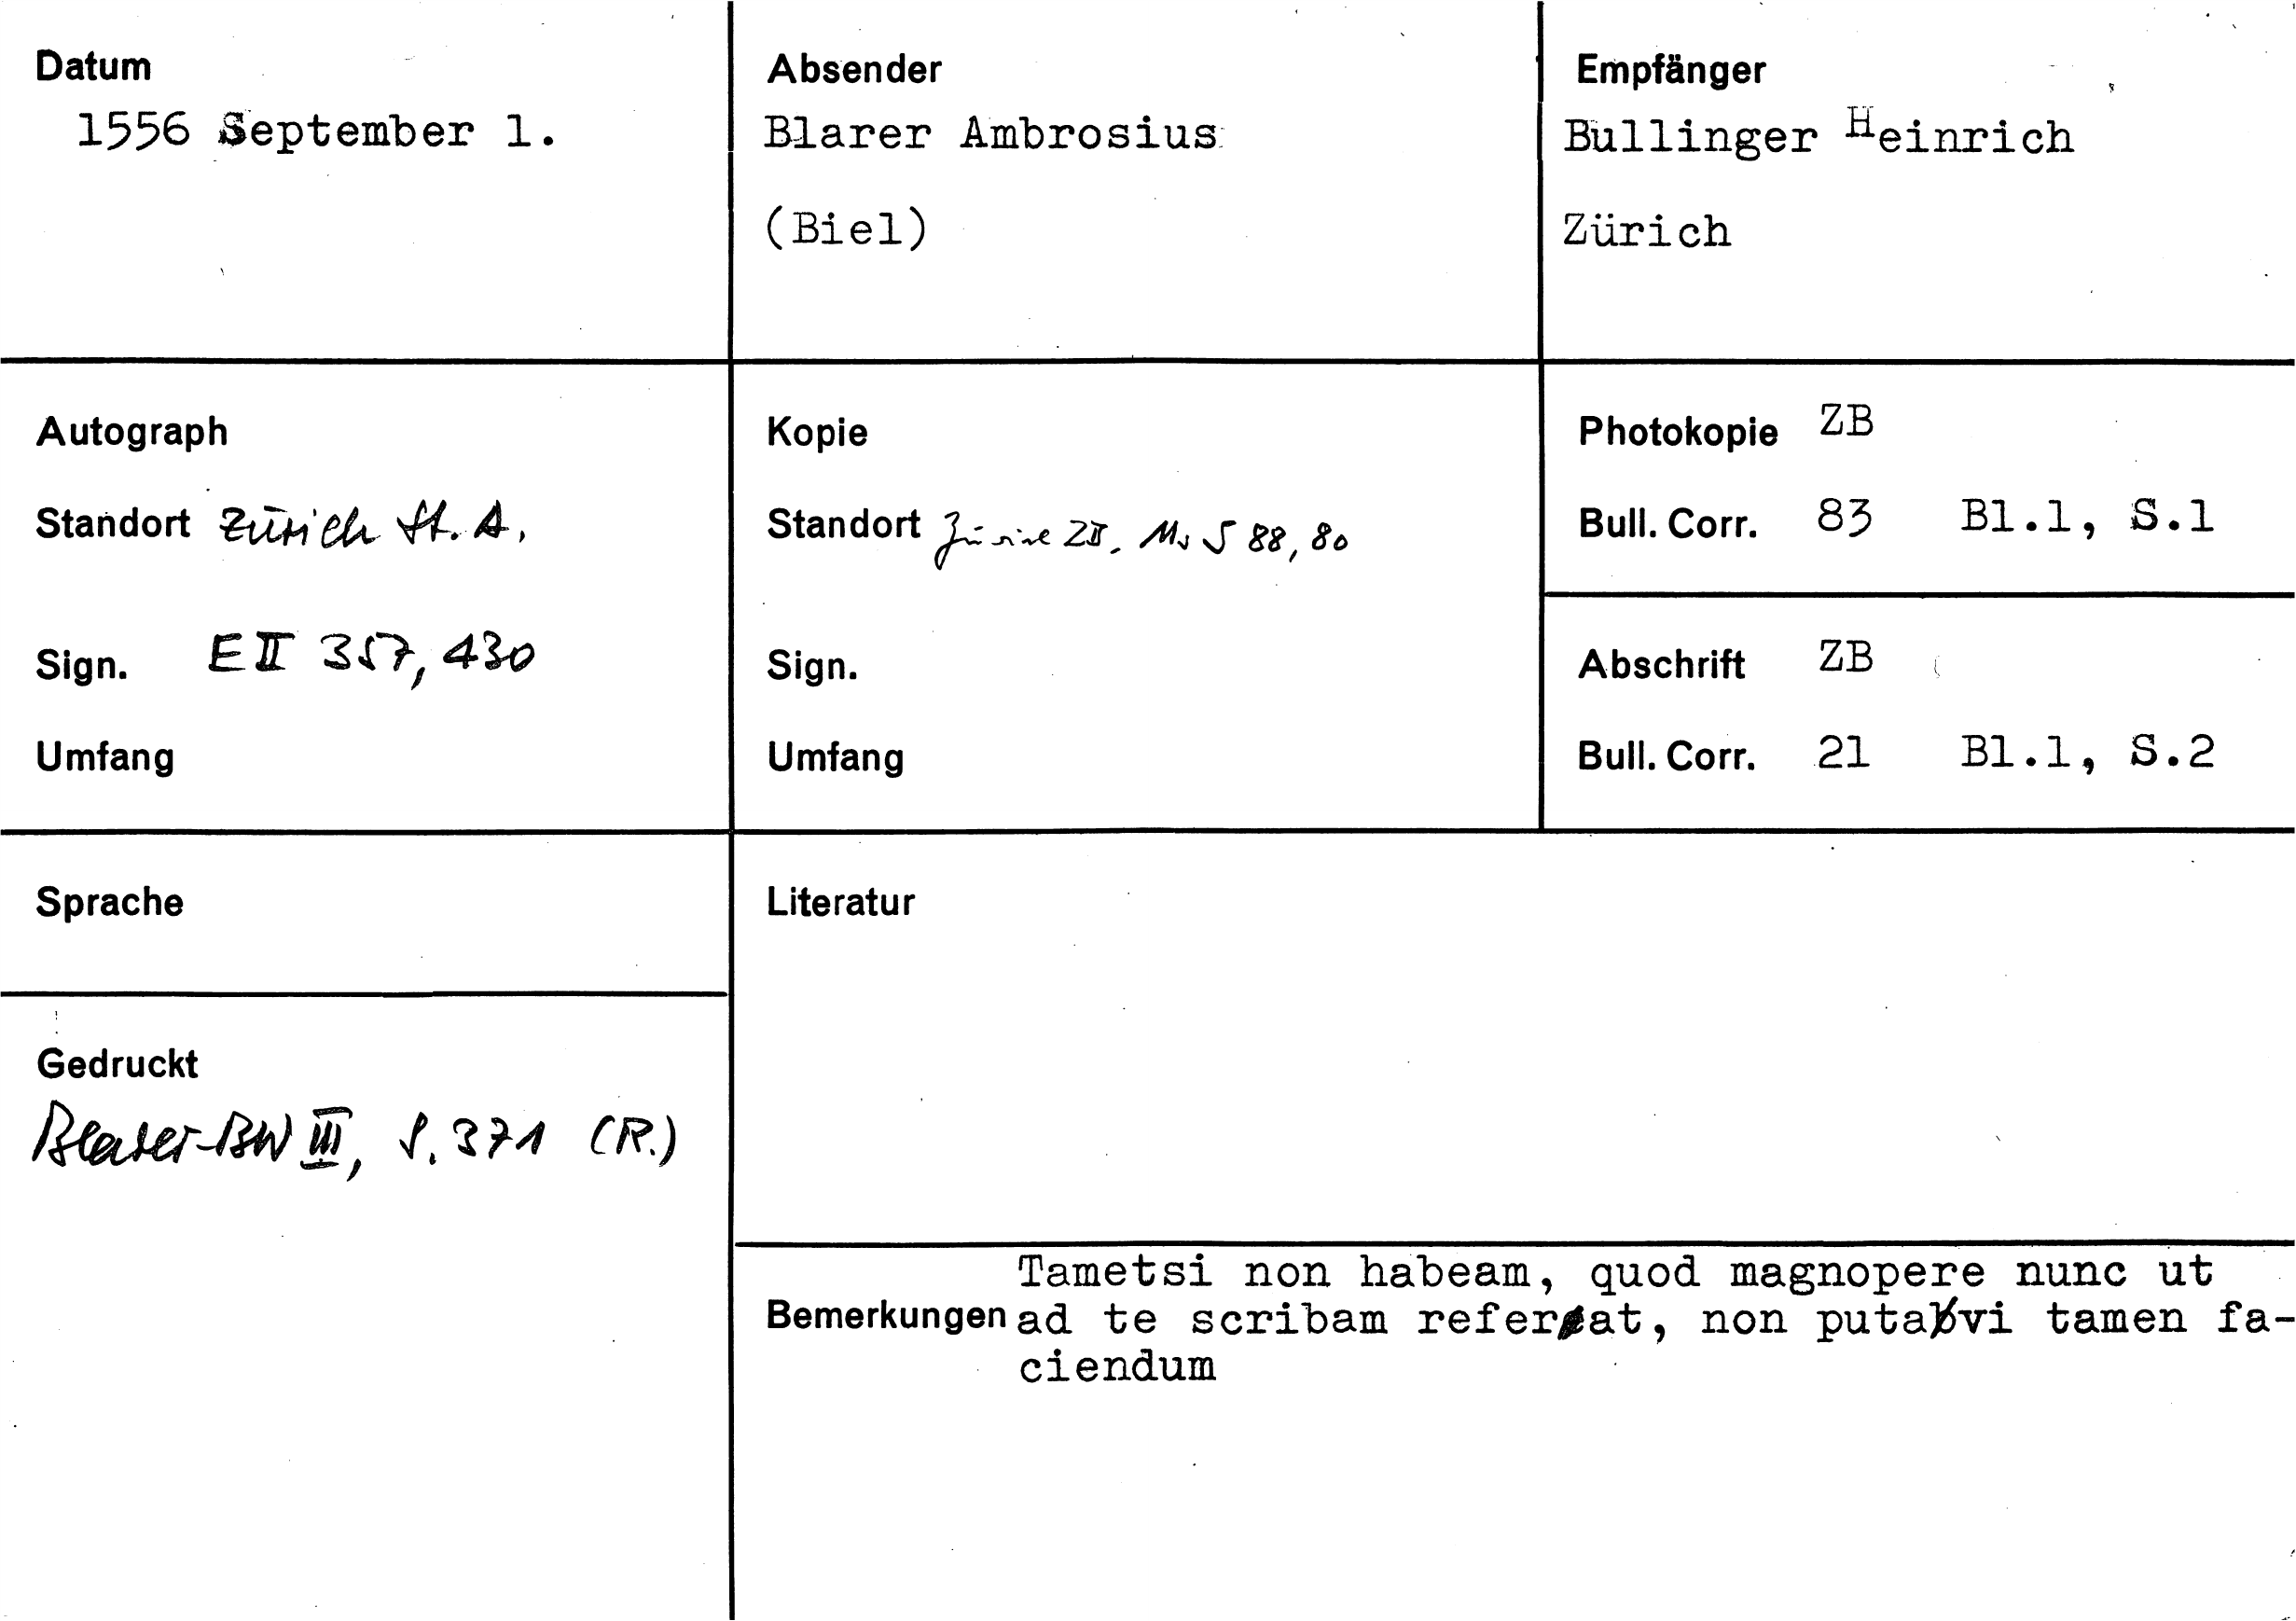 Datum
1556 September 1.
Absender
Blarer Ambrosius
(Biel)
Empfänger
Bullinger Heinrich
Zürich
Autograph
Standort Zürich St. A.
Sign. E II 357, 430
Umfang
Kopie
Standort Zürich ZB, Ms S 88, 80
Sign.
Umfang
Photokopie ZB
Bull. Corr. 83 Bl.1, S.1
Abschrift ZB
Bull. Corr. 21 Bl.1, S.2
Sprache
Gedruckt
Blarer-BW III, S. 371 (R.)
Literatur
Bemerkungen
Tametsi non habeam, quod magnopere nunc ut
ad te scribam referat, non putavi tamen fa-
ciendum